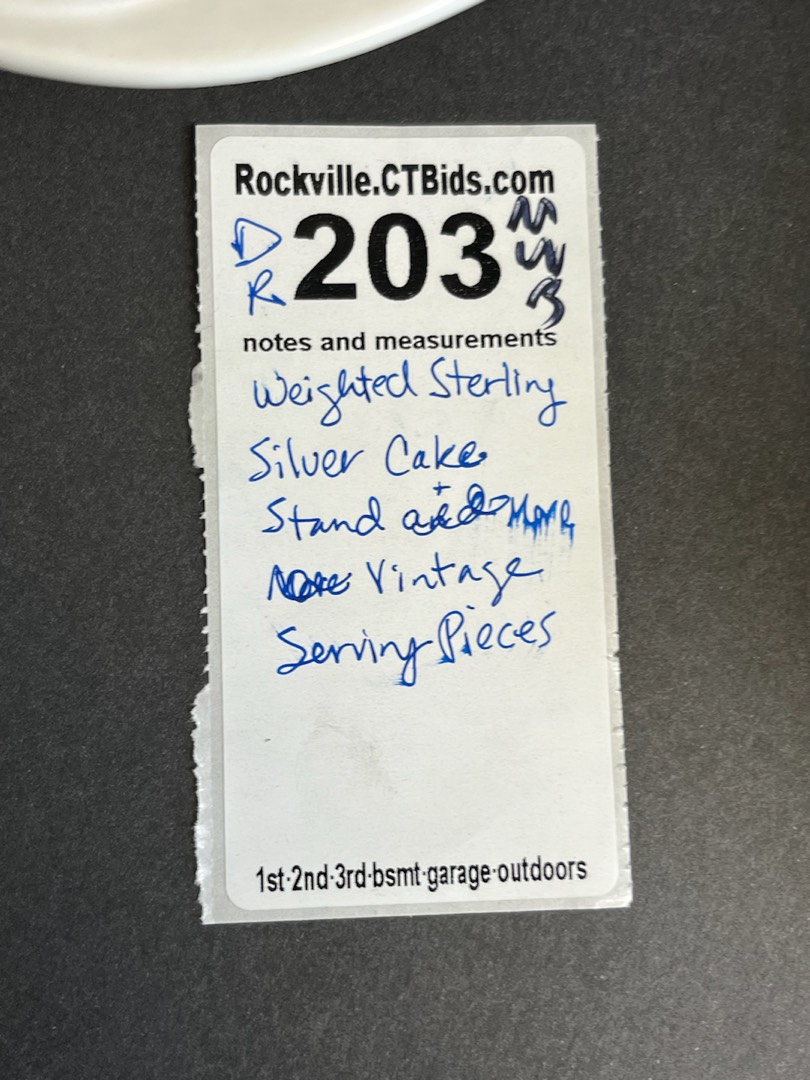 Rockville.CTBids.com
D
R
203
notes and measurements
Weighted Sterling
Silver Cake
Stand + More
Vintage
Serving Pieces
1st·2nd·3rd·bsmt·garage·outdoors